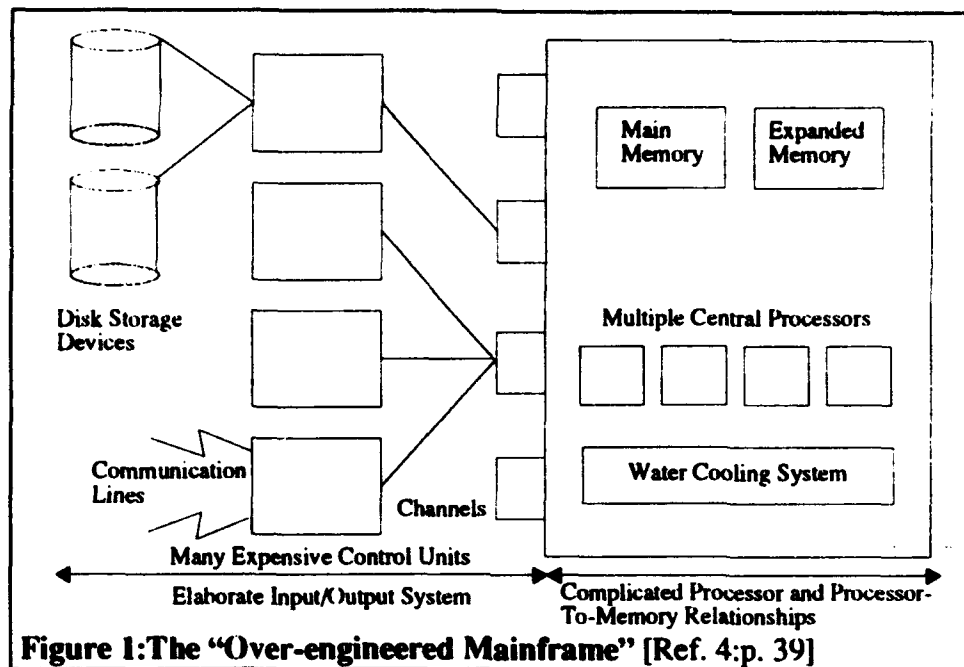 Main
Memory
Expanded
Memory
Disk Storage
Devices
Multiple Central Processors
Communication
Lines
Water Cooling System
Channels
Many Expensive Control Units
Elaborate Input/Output System
Complicated Processor and Processor-
To-Memory Relationships
Figure 1:The “Over-engineered Mainframe” [Ref. 4:p. 39]